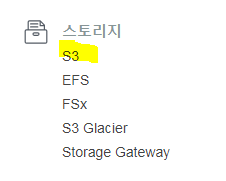 스토리지
S3
EFS
FSx
S3 Glacier
Storage Gateway